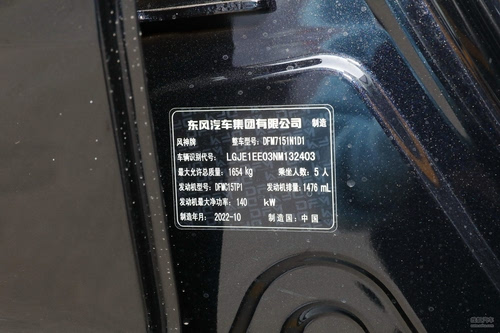 东风汽车集团有限公司 制造
风神牌 整车型号: DFM7151N1D1
车辆识别代号: LGJE1EE03NM132403
最大允许总质量: 1654 kg 乘坐人数: 5 人
发动机型号: DFMC15TP1 发动机排量: 1476 mL
发动机最大净功率: 140 kW
制造年月: 2022-10 制造国: 中国